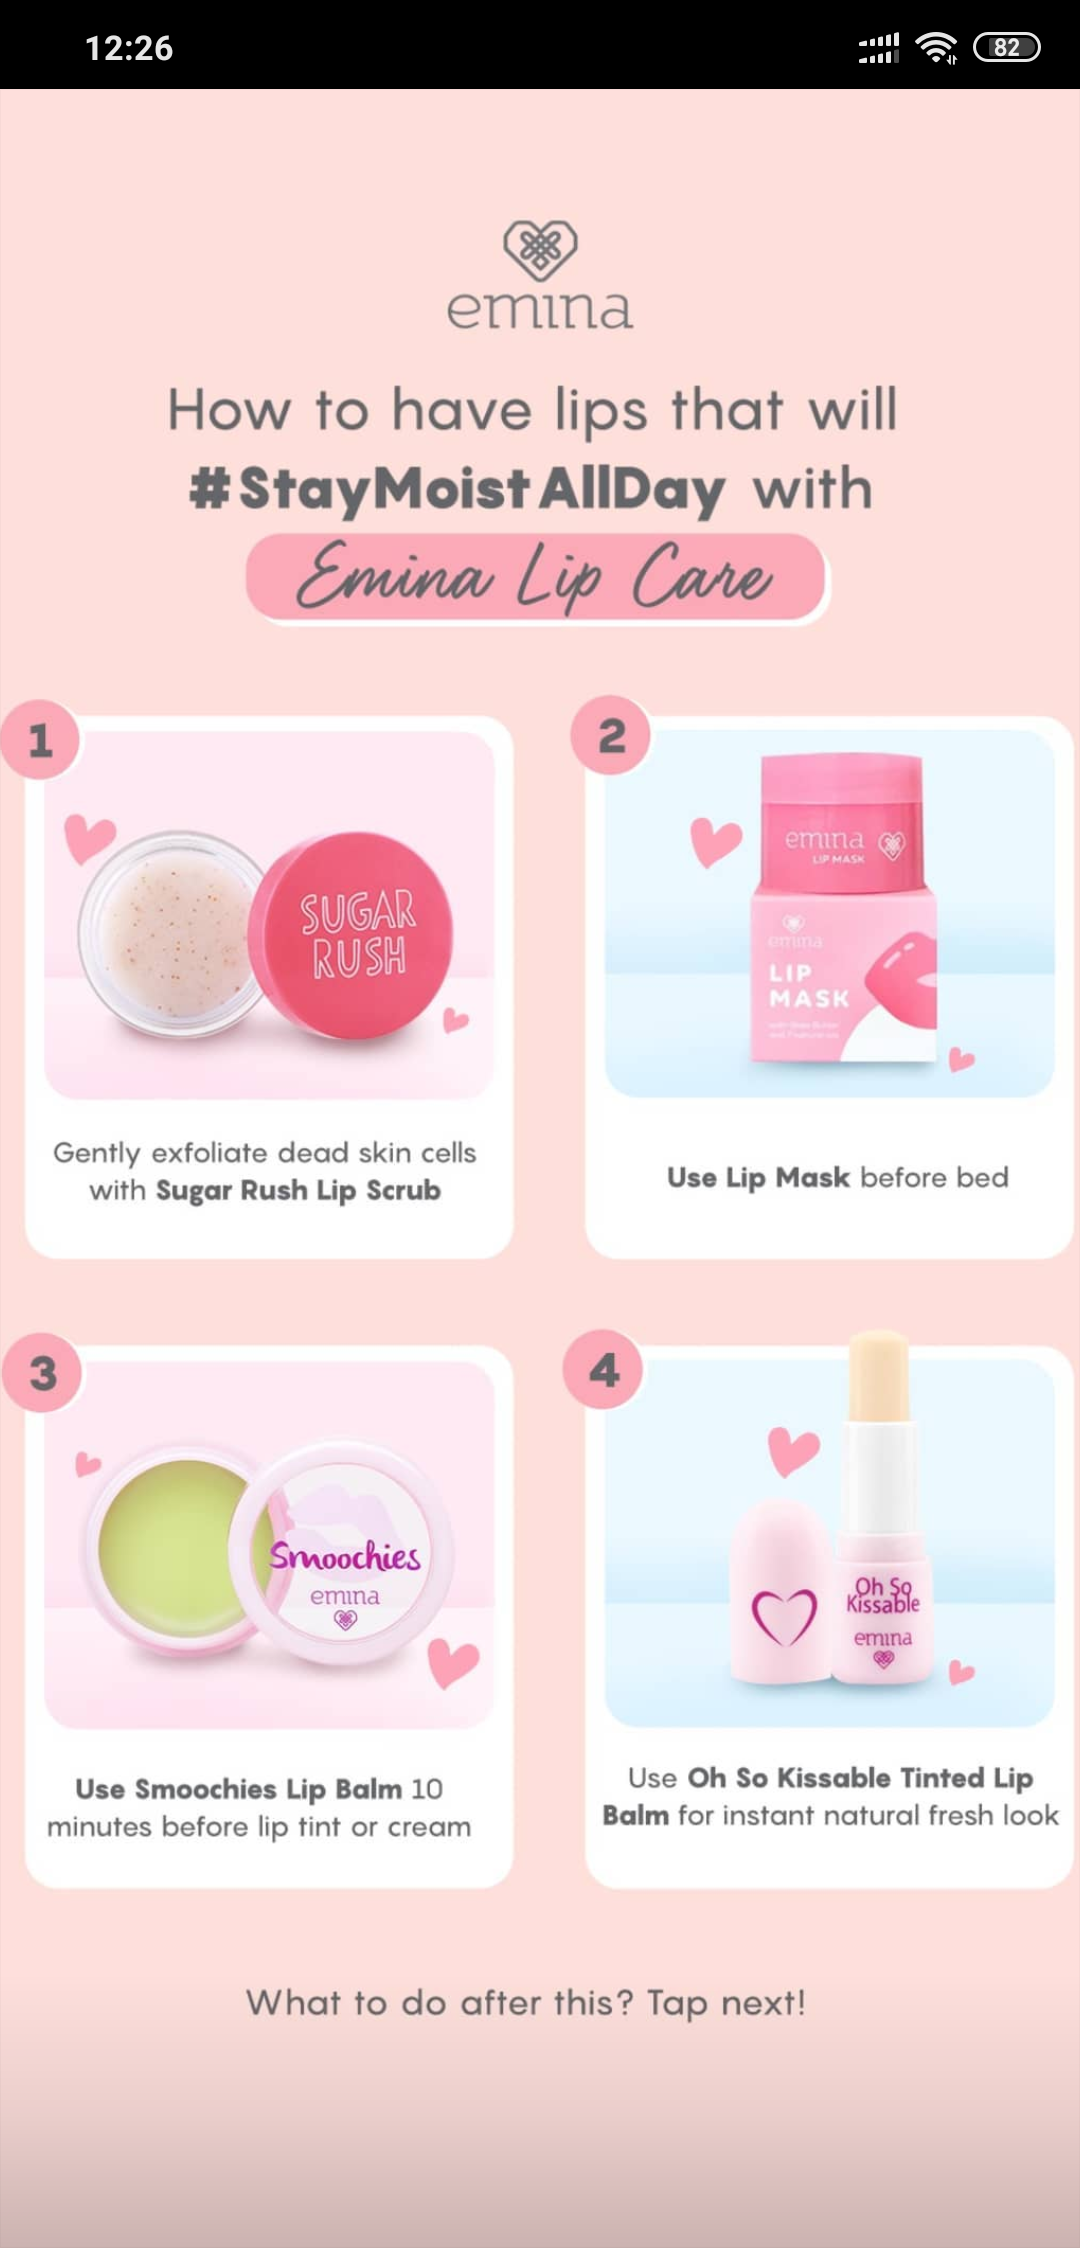 12:26
82
emina
How to have lips that will
#StayMoistAllDay with
Emina Lip Care
1
SUGAR
RUSH
Gently exfoliate dead skin cells
with Sugar Rush Lip Scrub
2
emina
LIP MASK
emina
LIP
MASK
Use Lip Mask before bed
3
Smoochies
emina
Use Smoochies Lip Balm 10
minutes before lip tint or cream
4
Oh So
Kissable
emina
Use Oh So Kissable Tinted Lip
Balm for instant natural fresh look
What to do after this? Tap next!